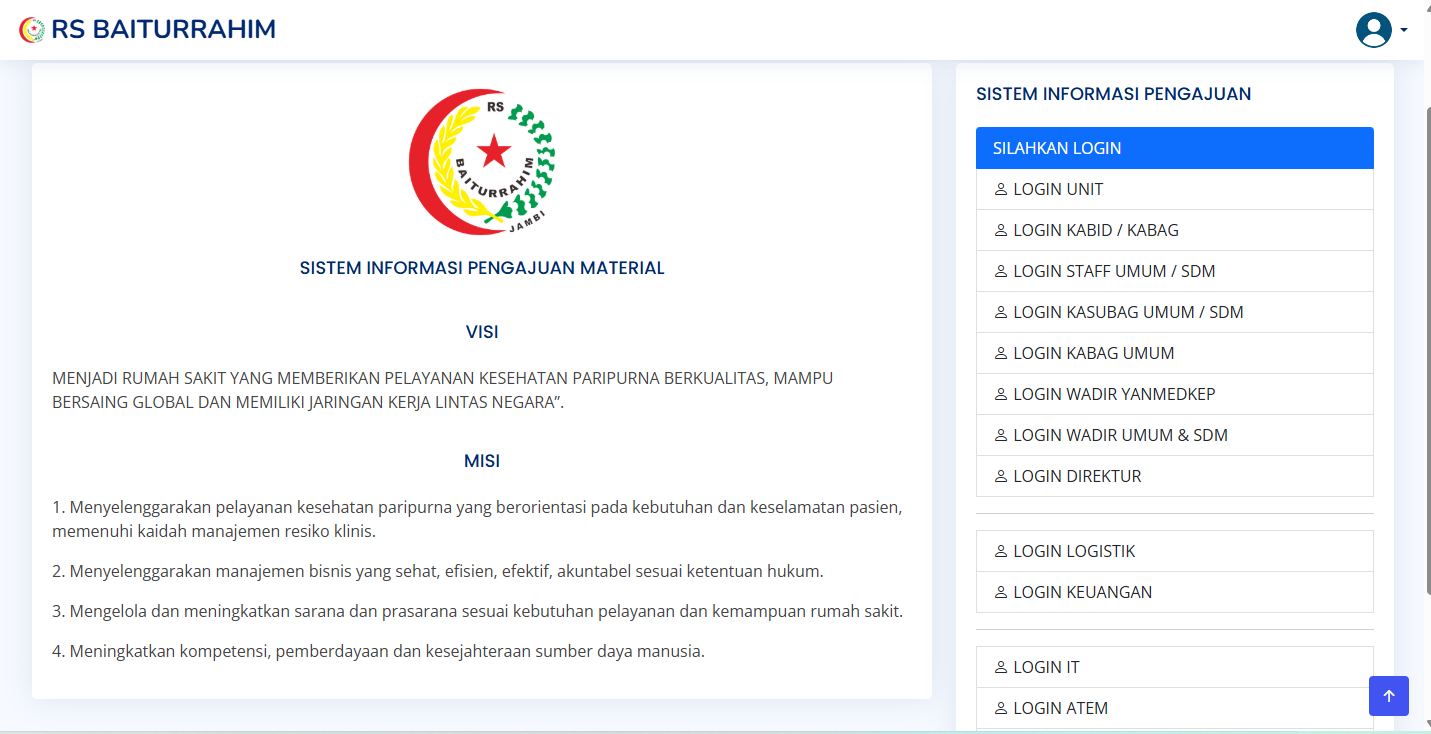 RS BAITURRAHIM
RS
BAITURRAHIM
JAMBI
SISTEM INFORMASI PENGAJUAN MATERIAL
VISI
MENJADI RUMAH SAKIT YANG MEMBERIKAN PELAYANAN KESEHATAN PARIPURNA BERKUALITAS, MAMPU
BERSAING GLOBAL DAN MEMILIKI JARINGAN KERJA LINTAS NEGARA”.
MISI
1. Menyelenggarakan pelayanan kesehatan paripurna yang berorientasi pada kebutuhan dan keselamatan pasien,
memenuhi kaidah manajemen resiko klinis.
2. Menyelenggarakan manajemen bisnis yang sehat, efisien, efektif, akuntabel sesuai ketentuan hukum.
3. Mengelola dan meningkatkan sarana dan prasarana sesuai kebutuhan pelayanan dan kemampuan rumah sakit.
4. Meningkatkan kompetensi, pemberdayaan dan kesejahteraan sumber daya manusia.
SISTEM INFORMASI PENGAJUAN
SILAHKAN LOGIN
LOGIN UNIT
LOGIN KABID / KABAG
LOGIN STAFF UMUM / SDM
LOGIN KASUBAG UMUM / SDM
LOGIN KABAG UMUM
LOGIN WADIR YANMEDKEP
LOGIN WADIR UMUM & SDM
LOGIN DIREKTUR
LOGIN LOGISTIK
LOGIN KEUANGAN
LOGIN IT
LOGIN ATEM